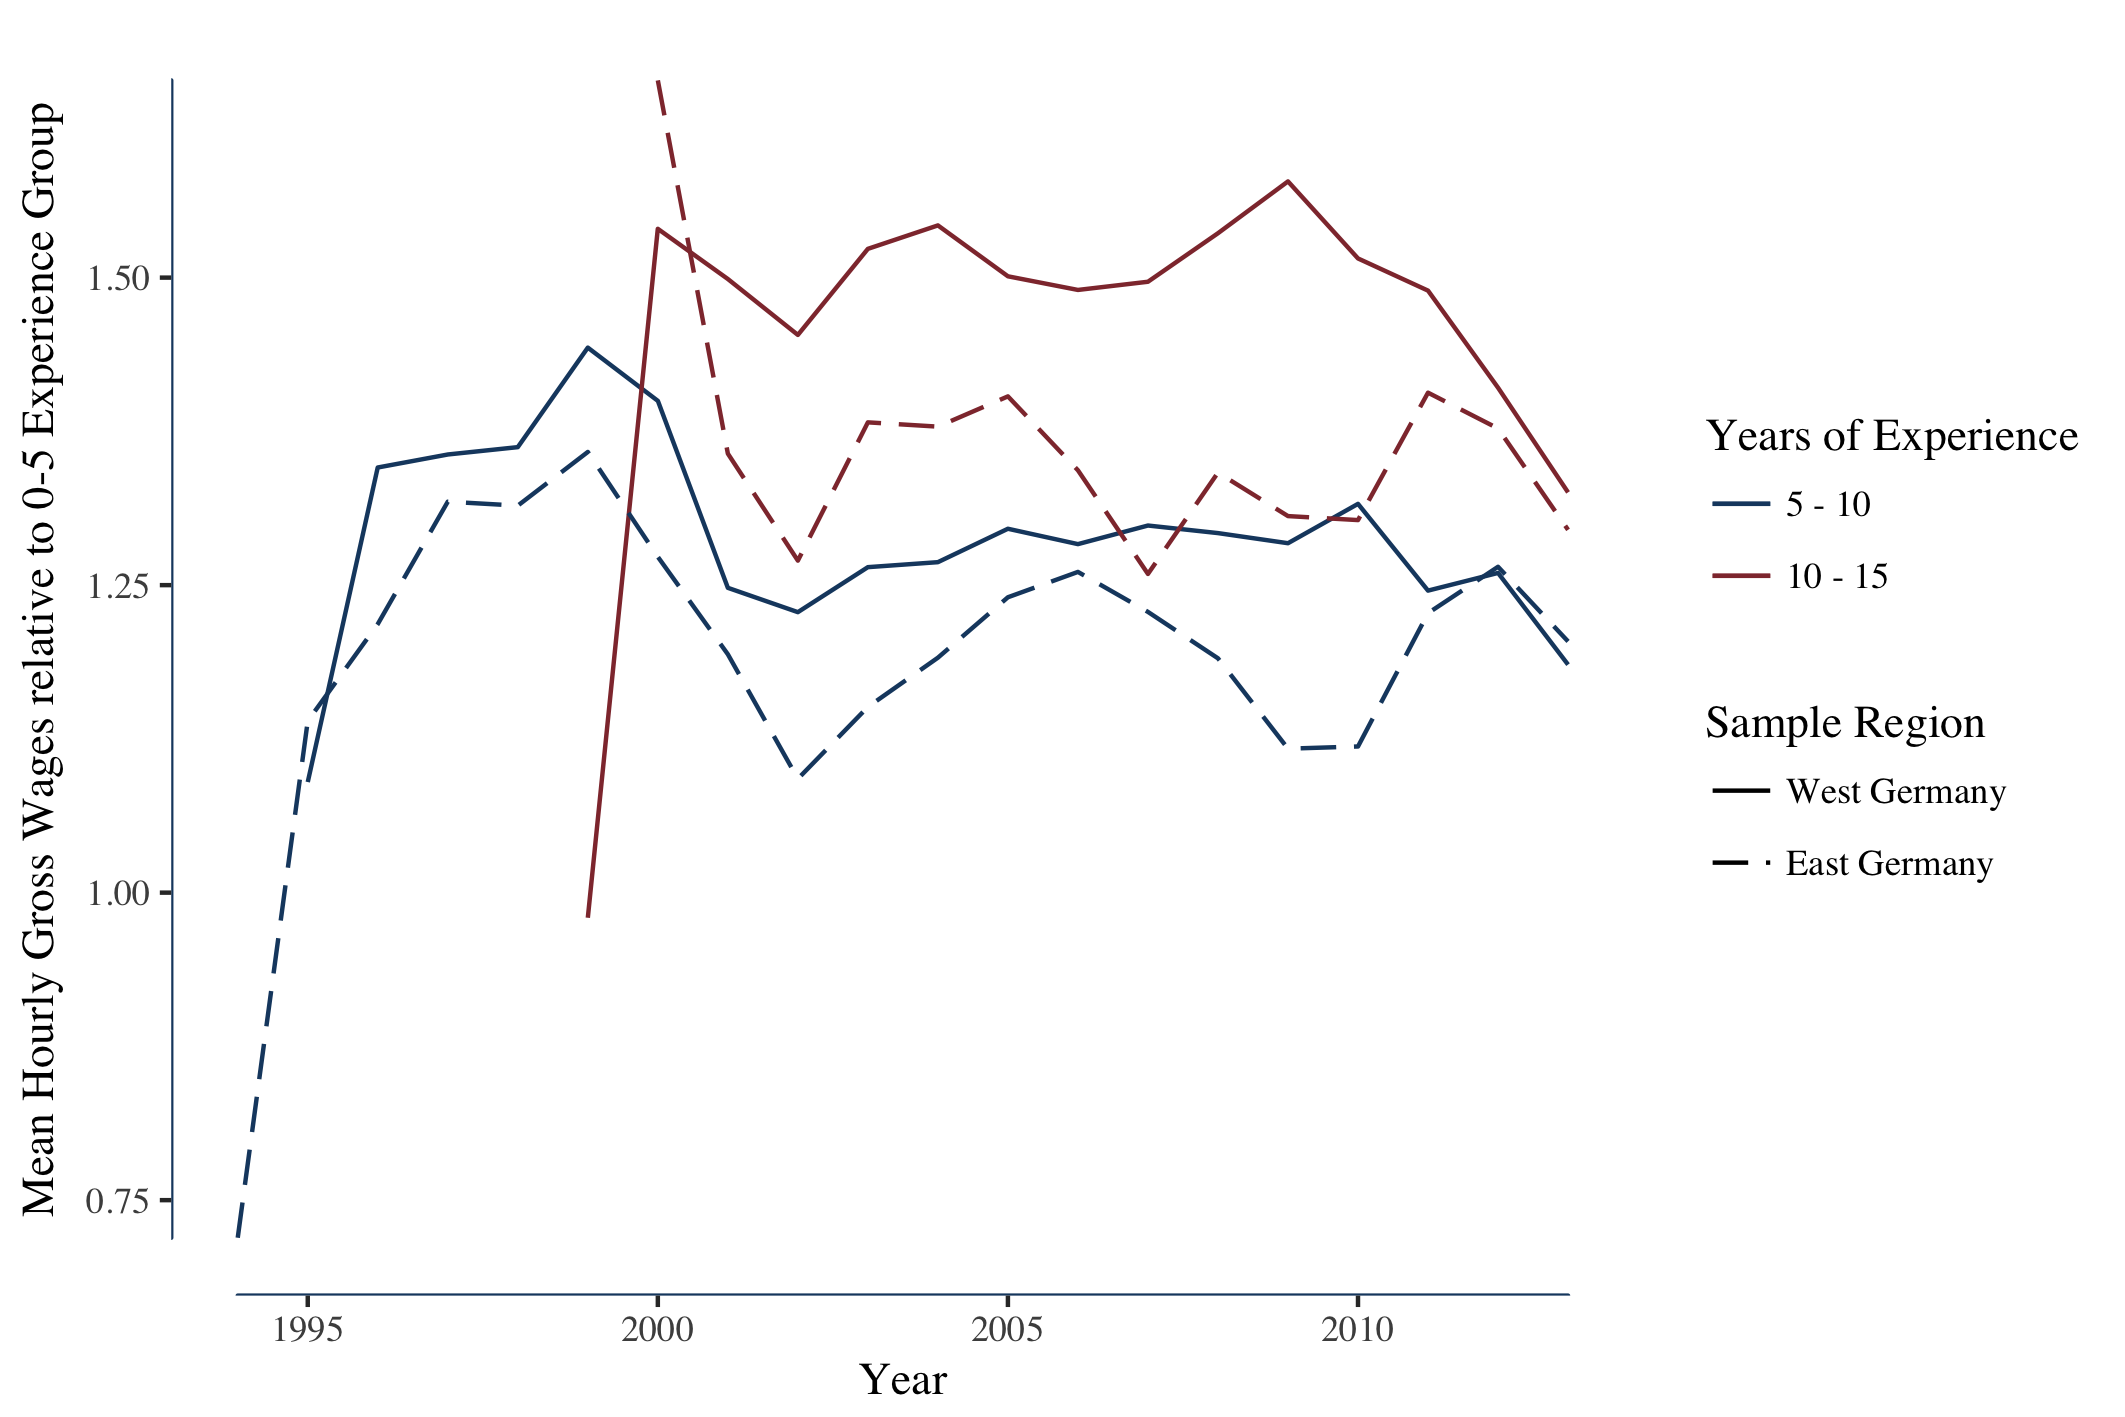 Mean Hourly Gross Wages relative to 0-5 Experience Group
1.50
1.25
1.00
0.75
1995
2000
2005
2010
Year
Years of Experience
5 - 10
10 - 15
Sample Region
West Germany
East Germany